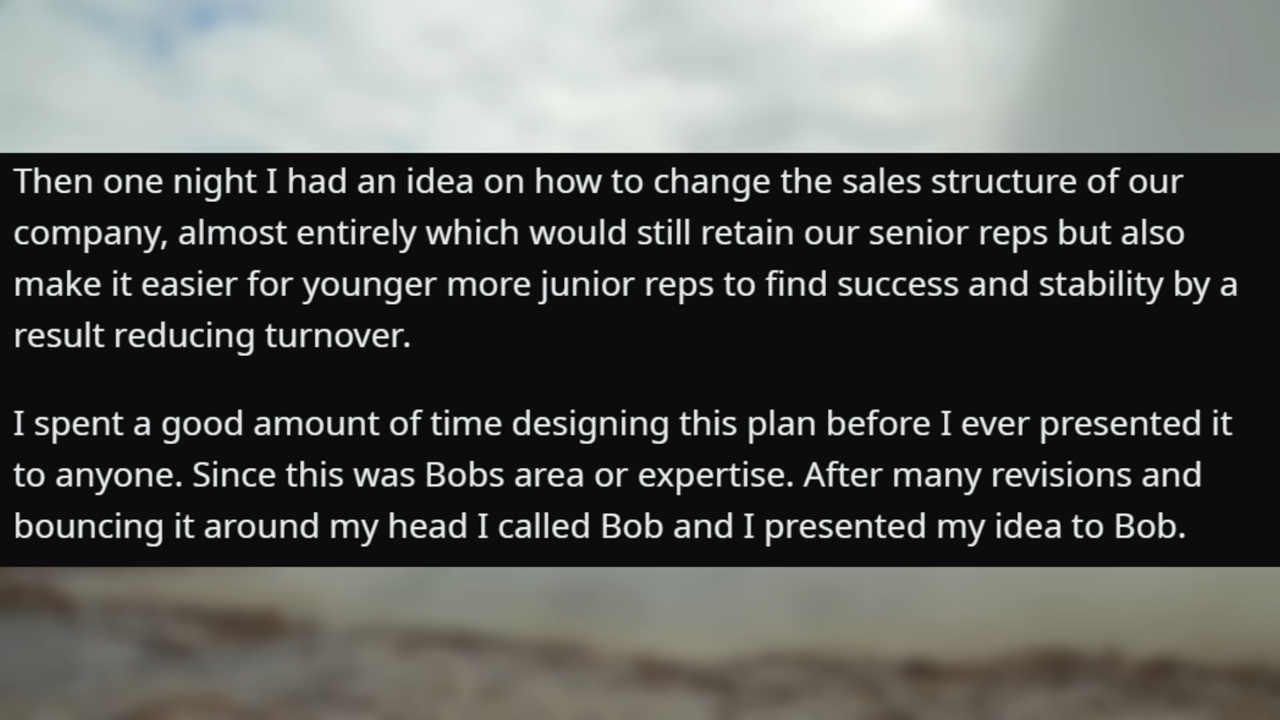 Then one night I had an idea on how to change the sales structure of our
company, almost entirely which would still retain our senior reps but also
make it easier for younger more junior reps to find success and stability by a
result reducing turnover.
I spent a good amount of time designing this plan before I ever presented it
to anyone. Since this was Bobs area or expertise. After many revisions and
bouncing it around my head I called Bob and I presented my idea to Bob.